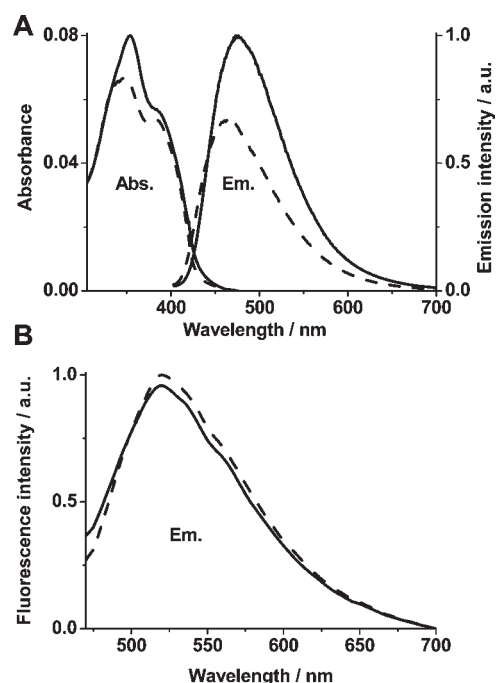 A
0.08
0.04
0.00
Absorbance
Abs.
Em.
1.0
0.5
0.0
Emission intensity / a.u.
400 500 600 700
Wavelength / nm
B
1.0
0.5
0.0
Fluorescence intensity / a.u.
Em.
500 550 600 650 700
Wavelength / nm